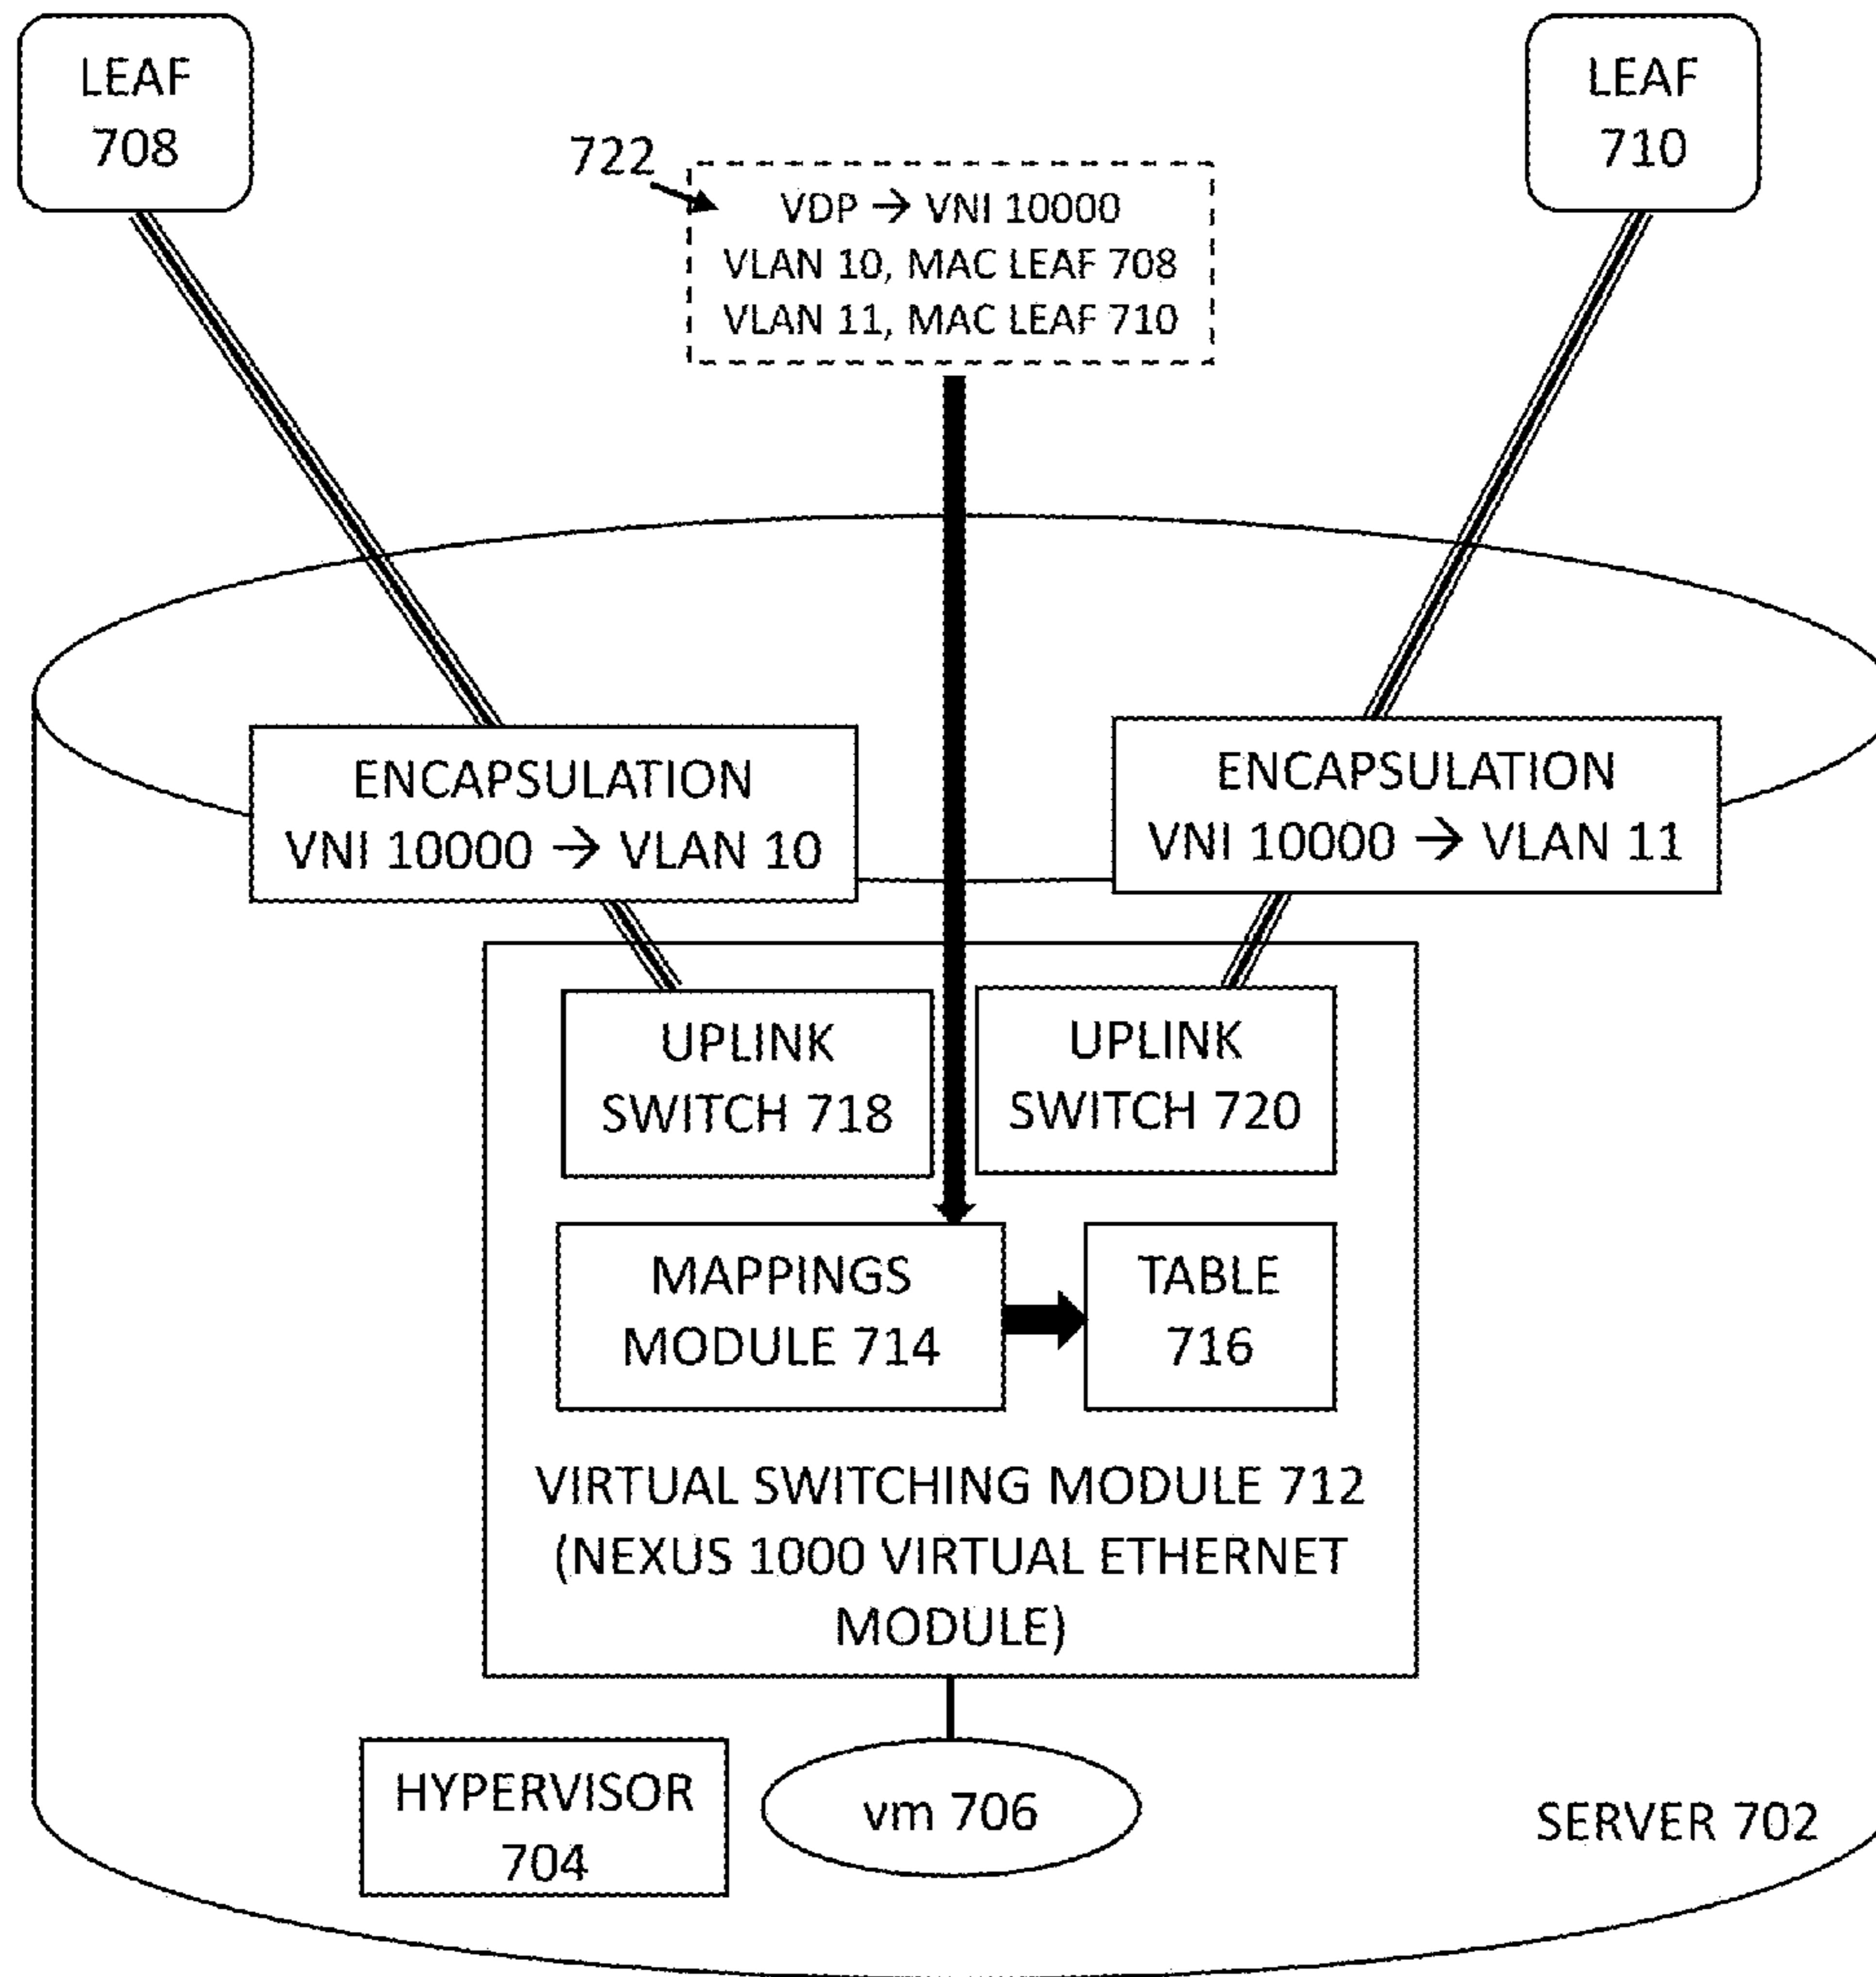 LEAF
708
LEAF
710
722
VDP → VNI 10000
VLAN 10, MAC LEAF 708
VLAN 11, MAC LEAF 710
ENCAPSULATION
VNI 10000 → VLAN 10
ENCAPSULATION
VNI 10000 → VLAN 11
UPLINK
SWITCH 718
UPLINK
SWITCH 720
MAPPINGS
MODULE 714
TABLE
716
VIRTUAL SWITCHING MODULE 712
(NEXUS 1000 VIRTUAL ETHERNET
MODULE)
HYPERVISOR
704
vm 706
SERVER 702